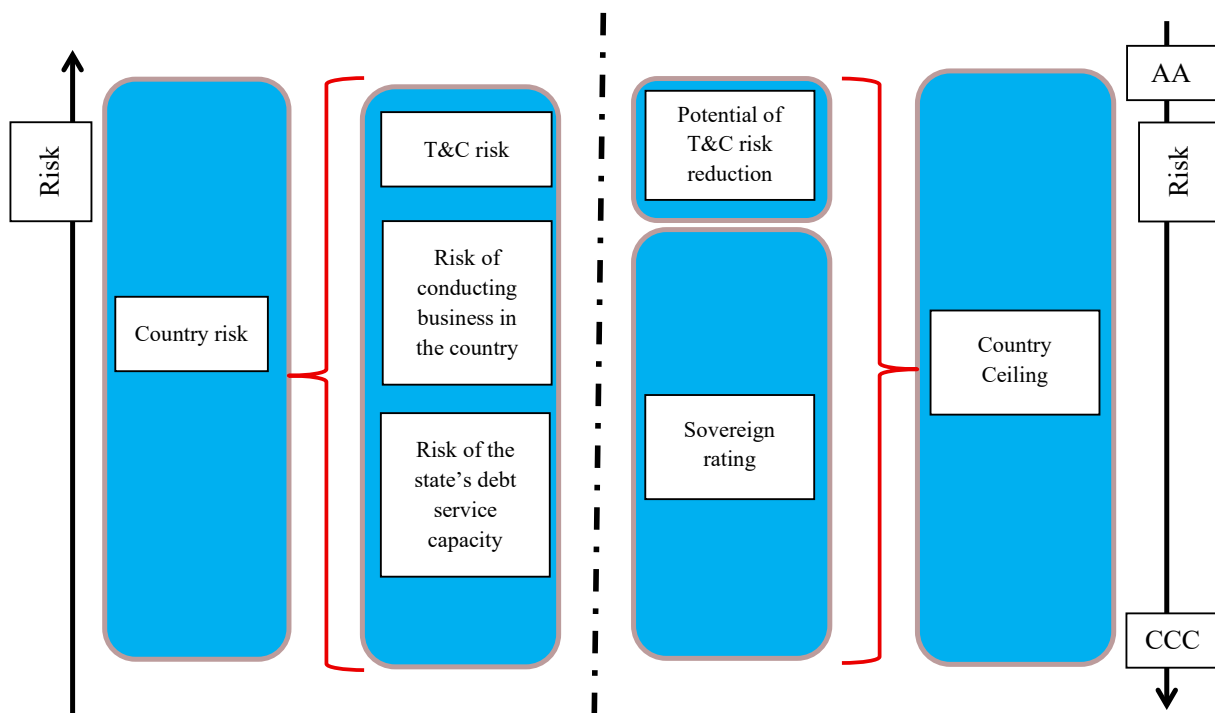 Risk
Country risk
T&C risk
Risk of
conducting
business in
the country
Risk of the
state’s debt
service
capacity
Potential of
T&C risk
reduction
Sovereign
rating
Country
Ceiling
AA
Risk
CCC